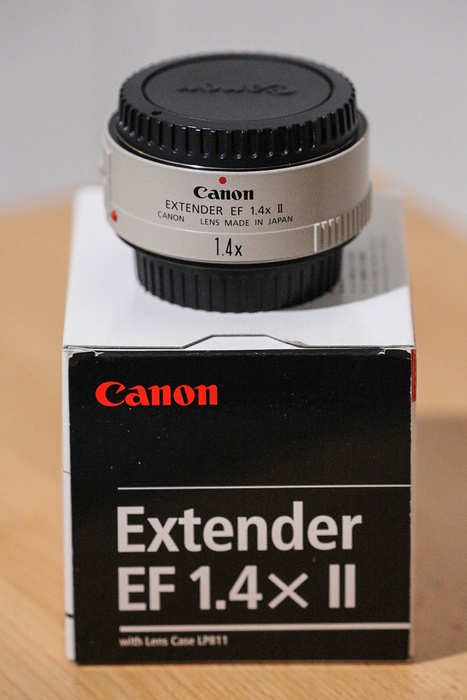 Canon
Canon
EXTENDER EF 1.4x II
CANON LENS MADE IN JAPAN
1.4x
Canon
Extender
EF 1.4× II
with Lens Case LP811